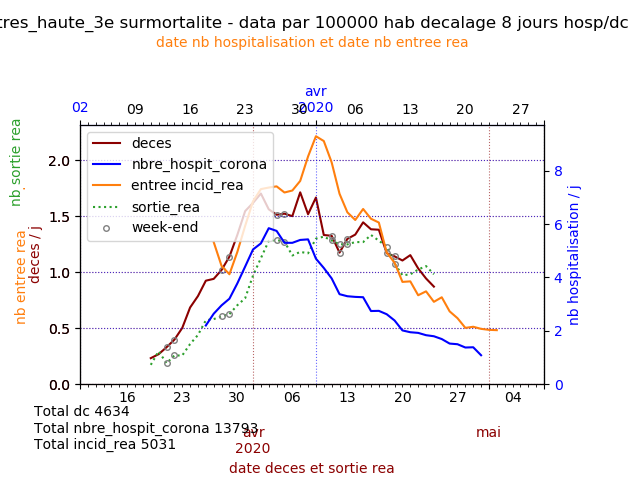 tres_haute_3e surmortalite - data par 100000 hab decalage 8 jours hosp/dc
date nb hospitalisation et date nb entree rea
avr
2020
02 09 16 23 30 06 13 20 27
nb sortie rea
nb entree rea .
deces / j
2.0
1.5
1.0
0.5
0.0
deces
nbre_hospit_corona
entree incid_rea
sortie_rea
week-end
8
6
4
2
0
nb hospitalisation / j
16 23 30 06 13 20 27 04
avr
2020
mai
Total dc 4634
Total nbre_hospit_corona 13793
Total incid_rea 5031
date deces et sortie rea